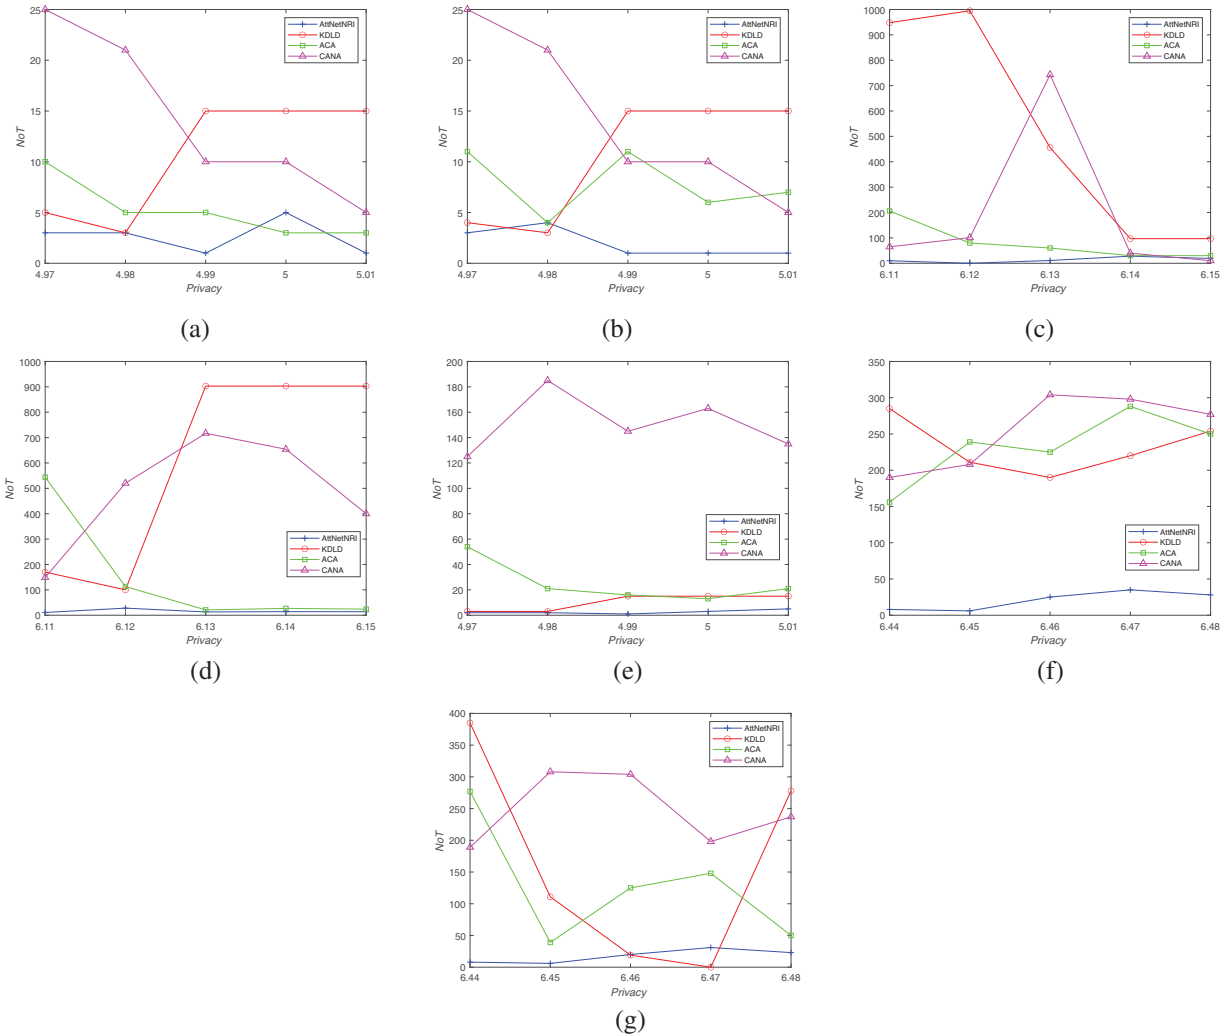 25
20
15
10
5
0
NoT
4.97 4.98 4.99 5 5.01
Privacy
AttNetNRI
KDLD
ACA
CANA
(a)
25
20
15
10
5
0
NoT
4.97 4.98 4.99 5 5.01
Privacy
AttNetNRI
KDLD
ACA
CANA
(b)
1000
900
800
700
600
500
400
300
200
100
0
NoT
6.11 6.12 6.13 6.14 6.15
Privacy
AttNetNRI
KDLD
ACA
CANA
(c)
1000
900
800
700
600
500
400
300
200
100
0
NoT
6.11 6.12 6.13 6.14 6.15
Privacy
AttNetNRI
KDLD
ACA
CANA
(d)
200
180
160
140
120
100
80
60
40
20
0
NoT
4.97 4.98 4.99 5 5.01
Privacy
AttNetNRI
KDLD
ACA
CANA
(e)
350
300
250
200
150
100
50
0
NoT
6.44 6.45 6.46 6.47 6.48
Privacy
AttNetNRI
KDLD
ACA
CANA
(f)
400
350
300
250
200
150
100
50
0
NoT
6.44 6.45 6.46 6.47 6.48
Privacy
AttNetNRI
KDLD
ACA
CANA
(g)